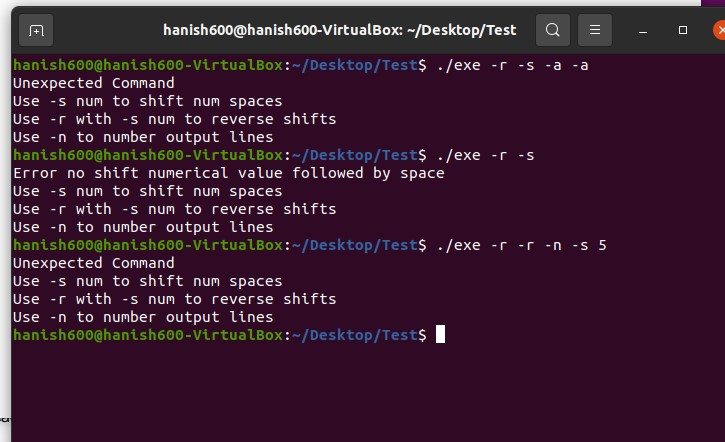 hanish600@hanish600-VirtualBox: ~/Desktop/Test
hanish600@hanish600-VirtualBox:~/Desktop/Test$ ./exe -r -s -a -a
Unexpected Command
Use -s num to shift num spaces
Use -r with -s num to reverse shifts
Use -n to number output lines
hanish600@hanish600-VirtualBox:~/Desktop/Test$ ./exe -r -s
Error no shift numerical value followed by space
Use -s num to shift num spaces
Use -r with -s num to reverse shifts
Use -n to number output lines
hanish600@hanish600-VirtualBox:~/Desktop/Test$ ./exe -r -r -n -s 5
Unexpected Command
Use -s num to shift num spaces
Use -r with -s num to reverse shifts
Use -n to number output lines
hanish600@hanish600-VirtualBox:~/Desktop/Test$